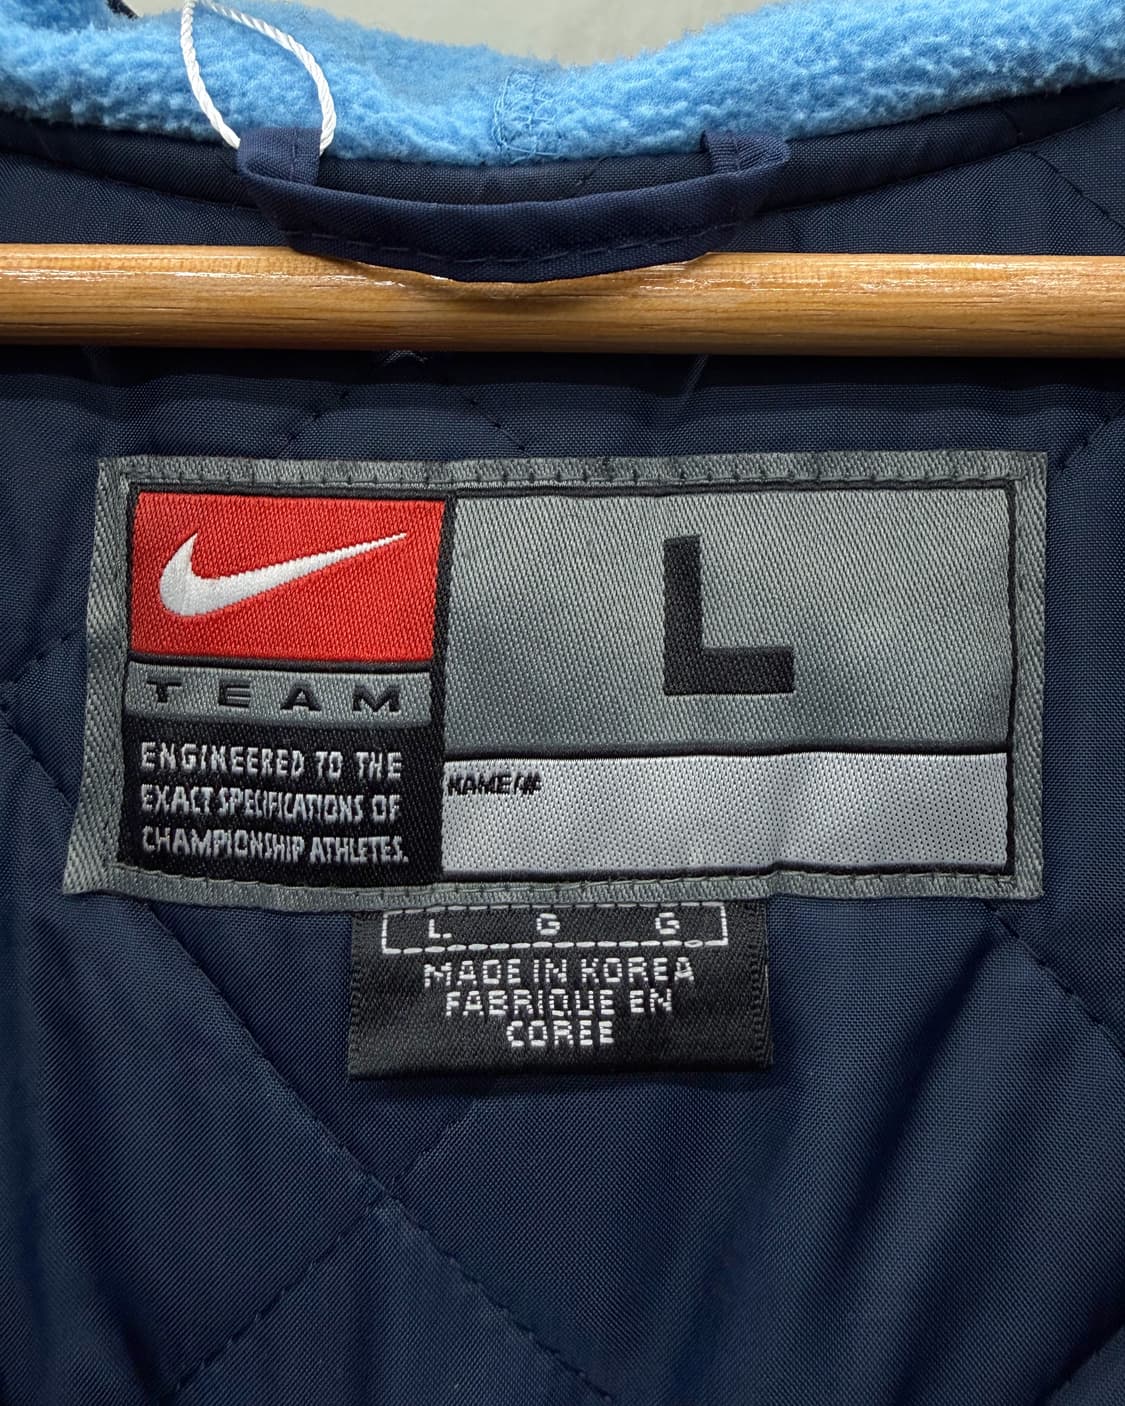 L
TEAM
ENGINEERED TO THE
EXACT SPECIFICATIONS OF
CHAMPIONSHIP ATHLETES.
NAME/#
L G G
MADE IN KOREA
FABRIQUE EN
COREE